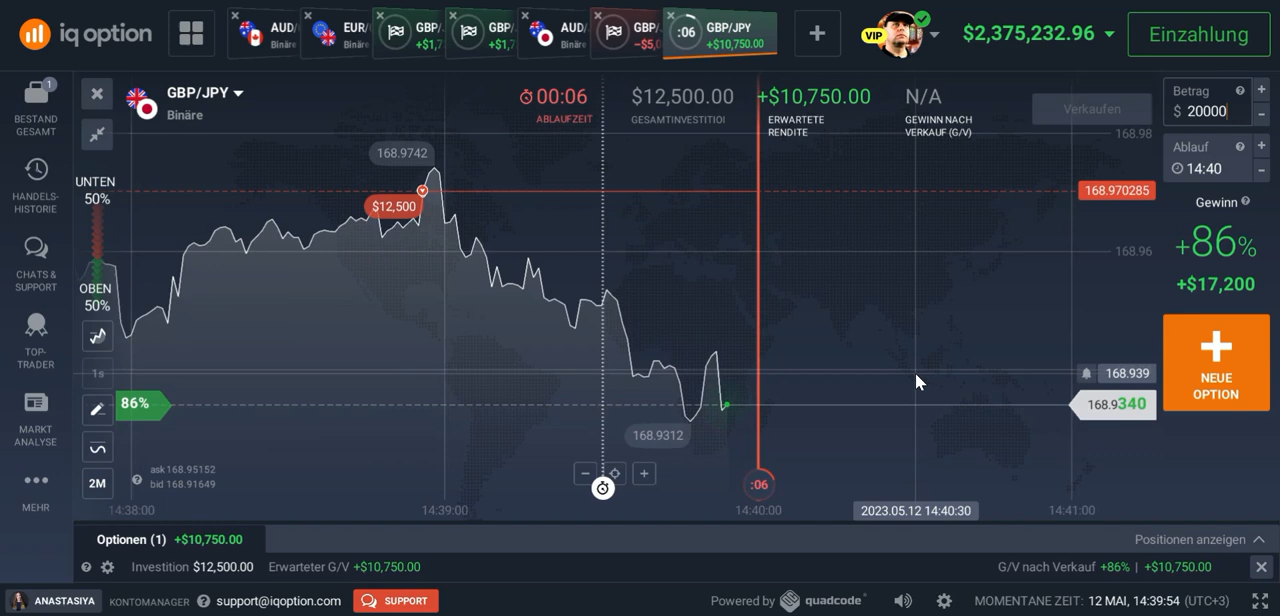 iq option
AUD/
Binäre
EUR/
Binäre
GBP/
+$1,7
GBP/
+$1,7
AUD/
Binäre
GBP/
-$5,0
:06
GBP/JPY
+$10,750.00
+
VIP
$2,375,232.96
Einzahlung
1
BESTAND
GESAMT
HANDELS-
HISTORIE
CHATS &
SUPPORT
TOP-
TRADER
MARKT
ANALYSE
MEHR
GBP/JPY
Binäre
00:06
ABLAUFZEIT
$12,500.00
GESAMTINVESTITIOI
+$10,750.00
ERWARTETE
RENDITE
N/A
GEWINN NACH
VERKAUF (G/V)
Verkaufen
168.98
168.9742
UNTEN
50%
$12,500
168.970285
168.96
OBEN
50%
1s
168.939
86%
168.9340
168.9312
2M
ask 168.95152
bid 168.91649
:06
14:38:00
14:39:00
14:40:00
2023.05.12 14:40:30
14:41:00
Betrag
$ 20000
Ablauf
14:40
Gewinn
+86%
+$17,200
NEUE
OPTION
Optionen (1) +$10,750.00
Positionen anzeigen
Investition $12,500.00 Erwarteter G/V +$10,750.00
G/V nach Verkauf +86% | +$10,750.00
ANASTASIYA
KONTOMANAGER
support@iqoption.com
SUPPORT
Powered by quadcode
MOMENTANE ZEIT: 12 MAI, 14:39:54 (UTC+3)